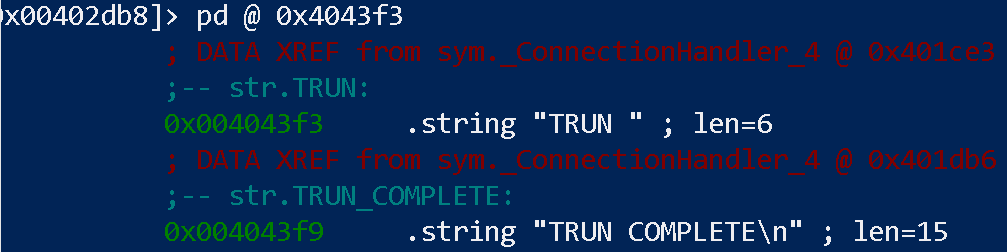 x00402db8]> pd @ 0x4043f3
; DATA XREF from sym._ConnectionHandler_4 @ 0x401ce3
;-- str.TRUN:
0x004043f3 .string "TRUN " ; len=6
; DATA XREF from sym._ConnectionHandler_4 @ 0x401db6
;-- str.TRUN_COMPLETE:
0x004043f9 .string "TRUN COMPLETE\n" ; len=15